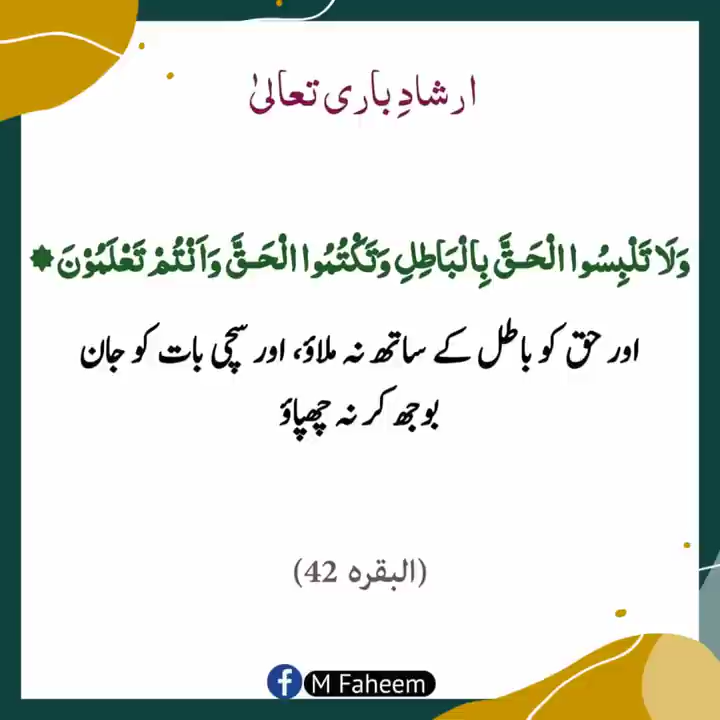 ارشادِ باری تعالیٰ
وَلَا تَلْبِسُوا الْحَقَّ بِالْبَاطِلِ وَتَكْتُمُوا الْحَقَّ وَاَنْتُمْ تَعْلَمُوْنَ
اور حق کو باطل کے ساتھ نہ ملاؤ، اور سچی بات کو جان
بوجھ کر نہ چھپاؤ
(البقرہ 42)
M Faheem